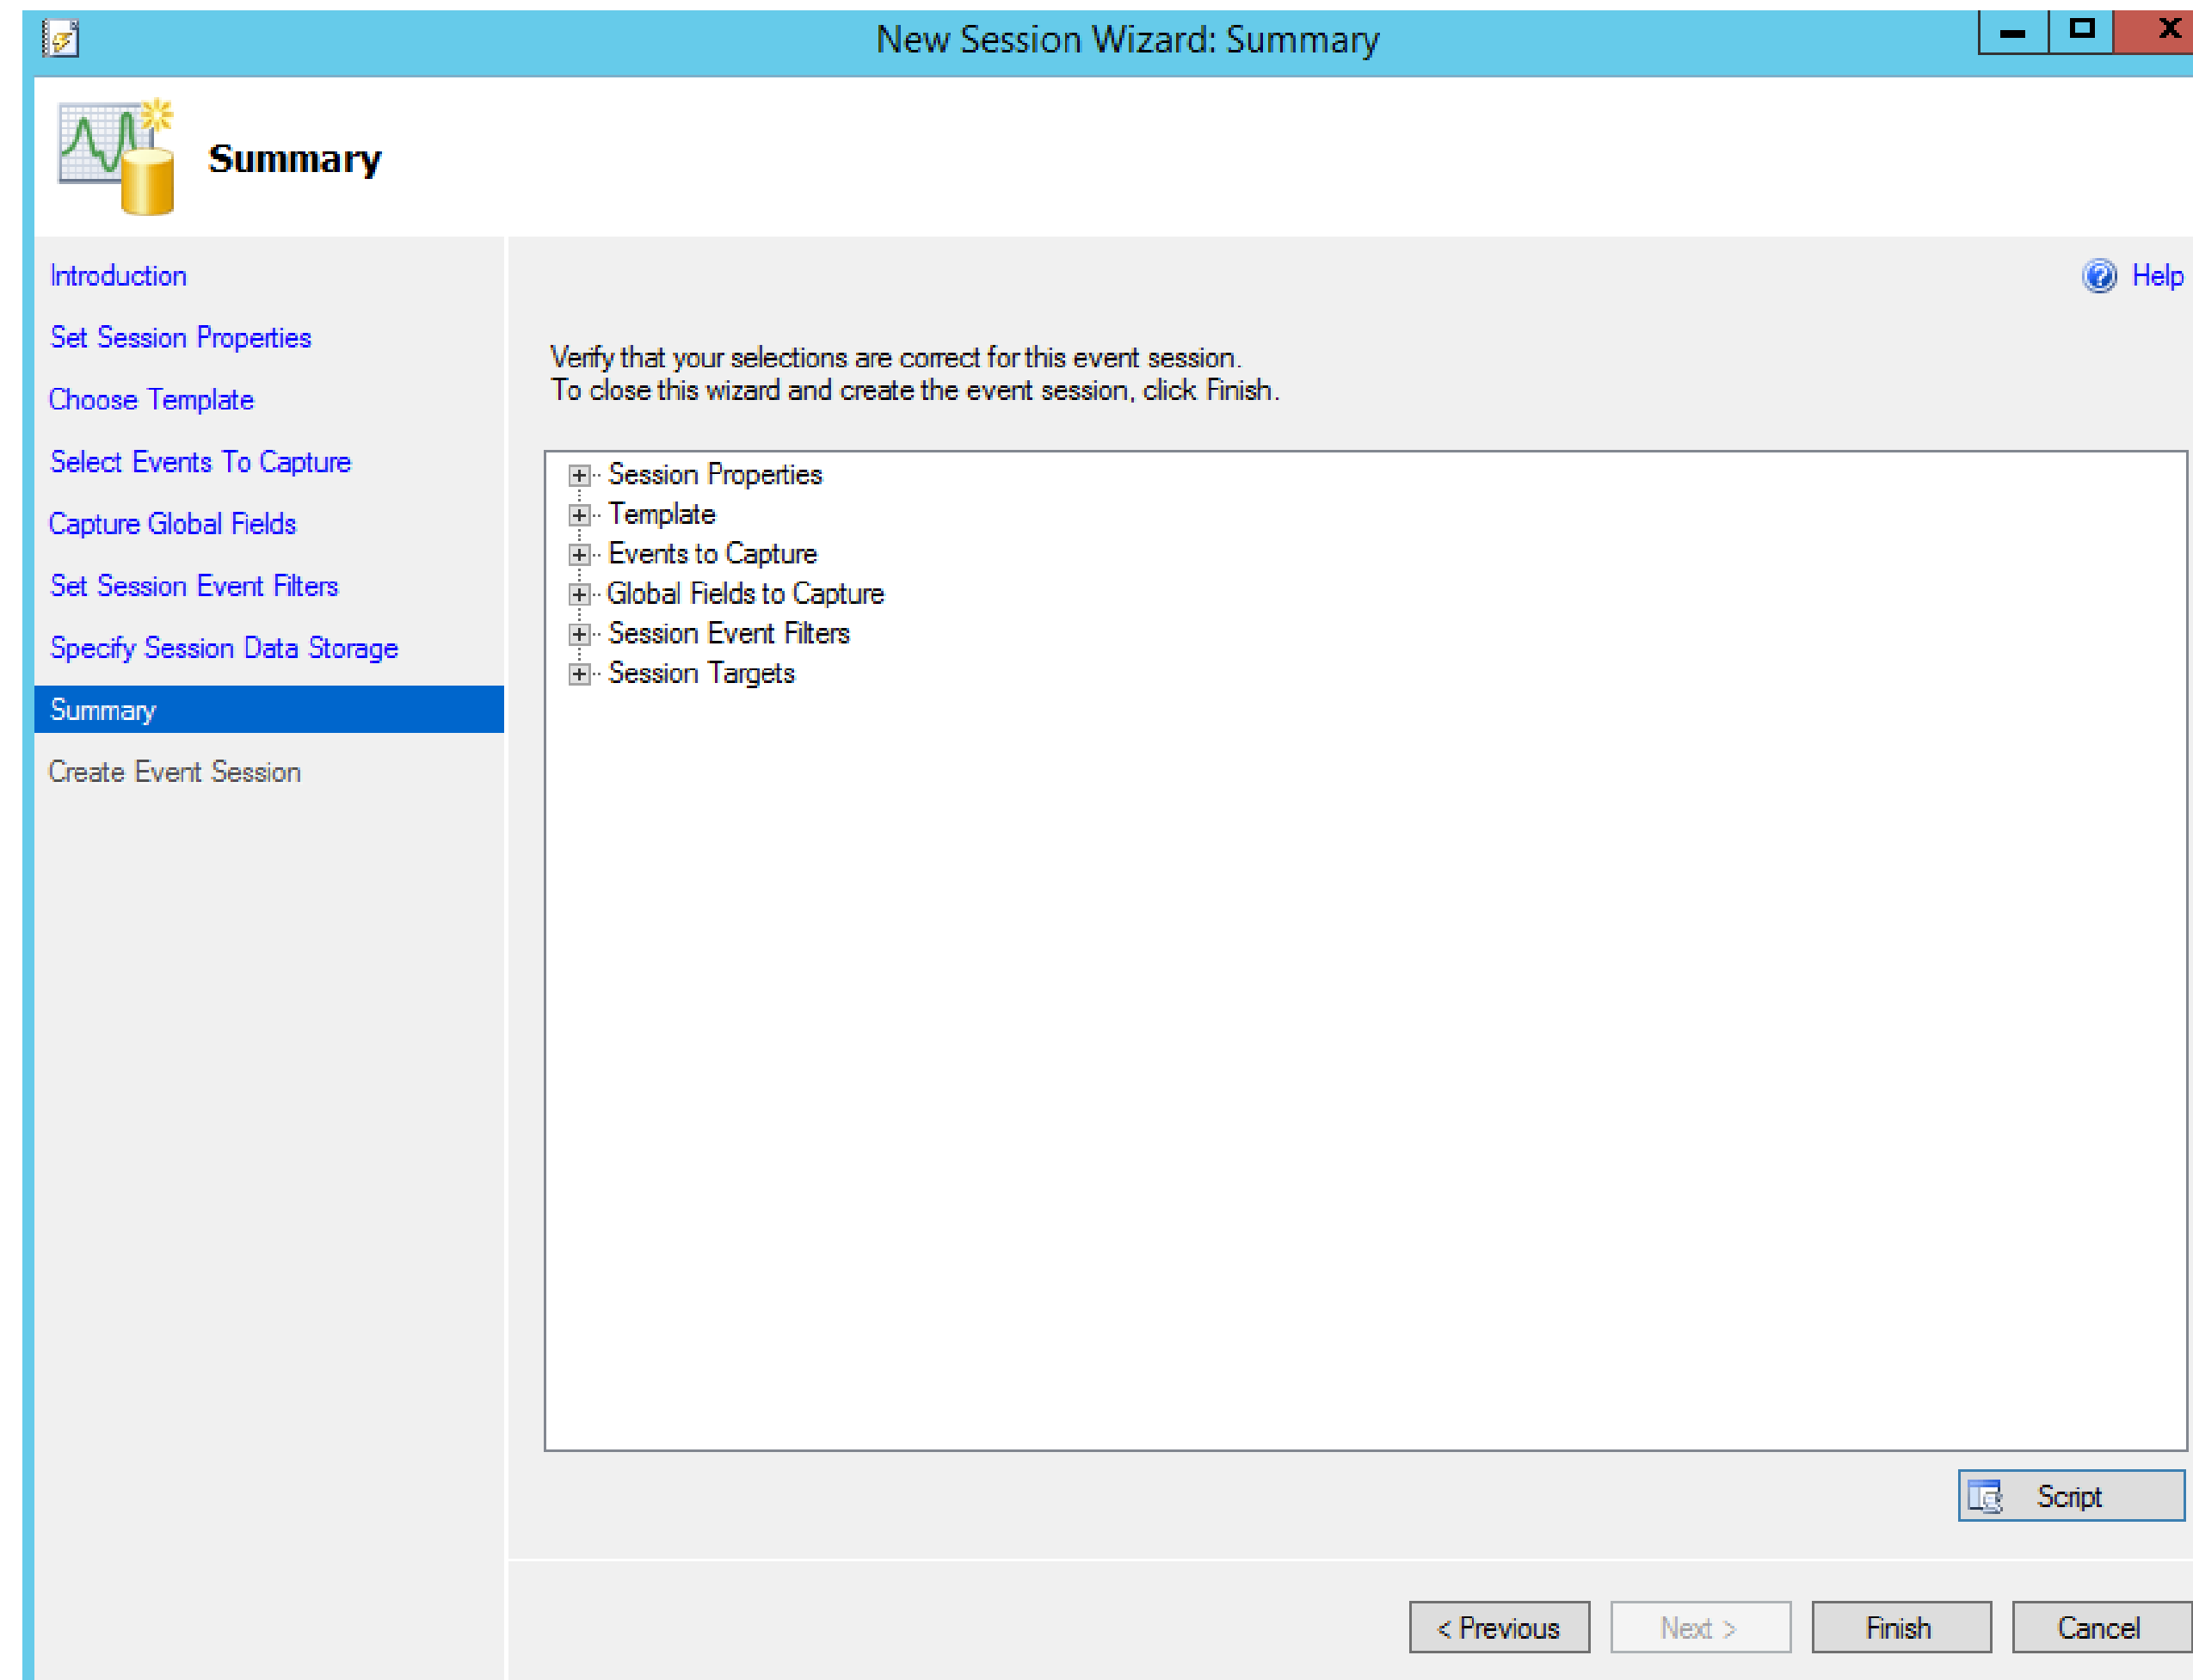 New Session Wizard: Summary
Summary
Introduction
Set Session Properties
Choose Template
Select Events To Capture
Capture Global Fields
Set Session Event Filters
Specify Session Data Storage
Summary
Create Event Session
Help
Verify that your selections are correct for this event session.
To close this wizard and create the event session, click Finish.
Session Properties
Template
Events to Capture
Global Fields to Capture
Session Event Filters
Session Targets
Script
< Previous
Next >
Finish
Cancel